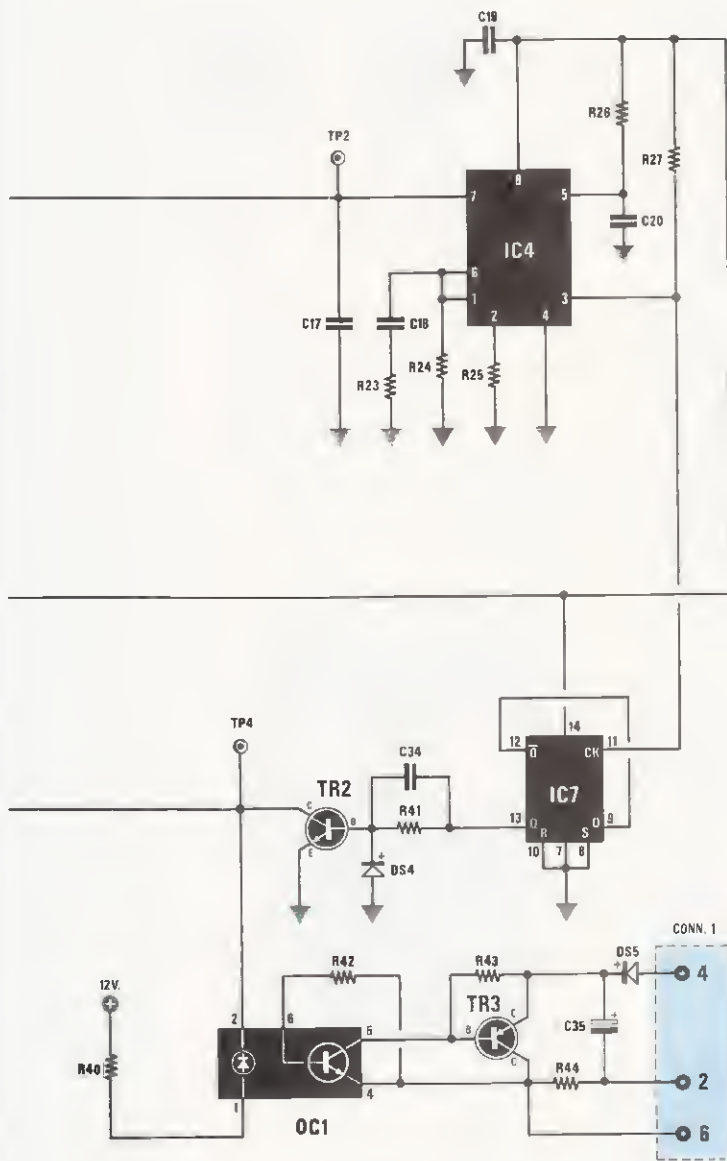 C19
R26
R27
TP2
8
7
5
C20
IC4
6
1
3
C17
C18
2
4
R24
R25
R23
14
12
Q̄
CK
11
TP4
C34
TR2
IC7
C
R41
13
Q
D
9
B
R
S
E
10
7
8
DS4
CONN. 1
R42
R43
DS5
4
12V.
TR3
C
C35
2
6
5
B
R40
C
R44
2
4
1
OC1
6